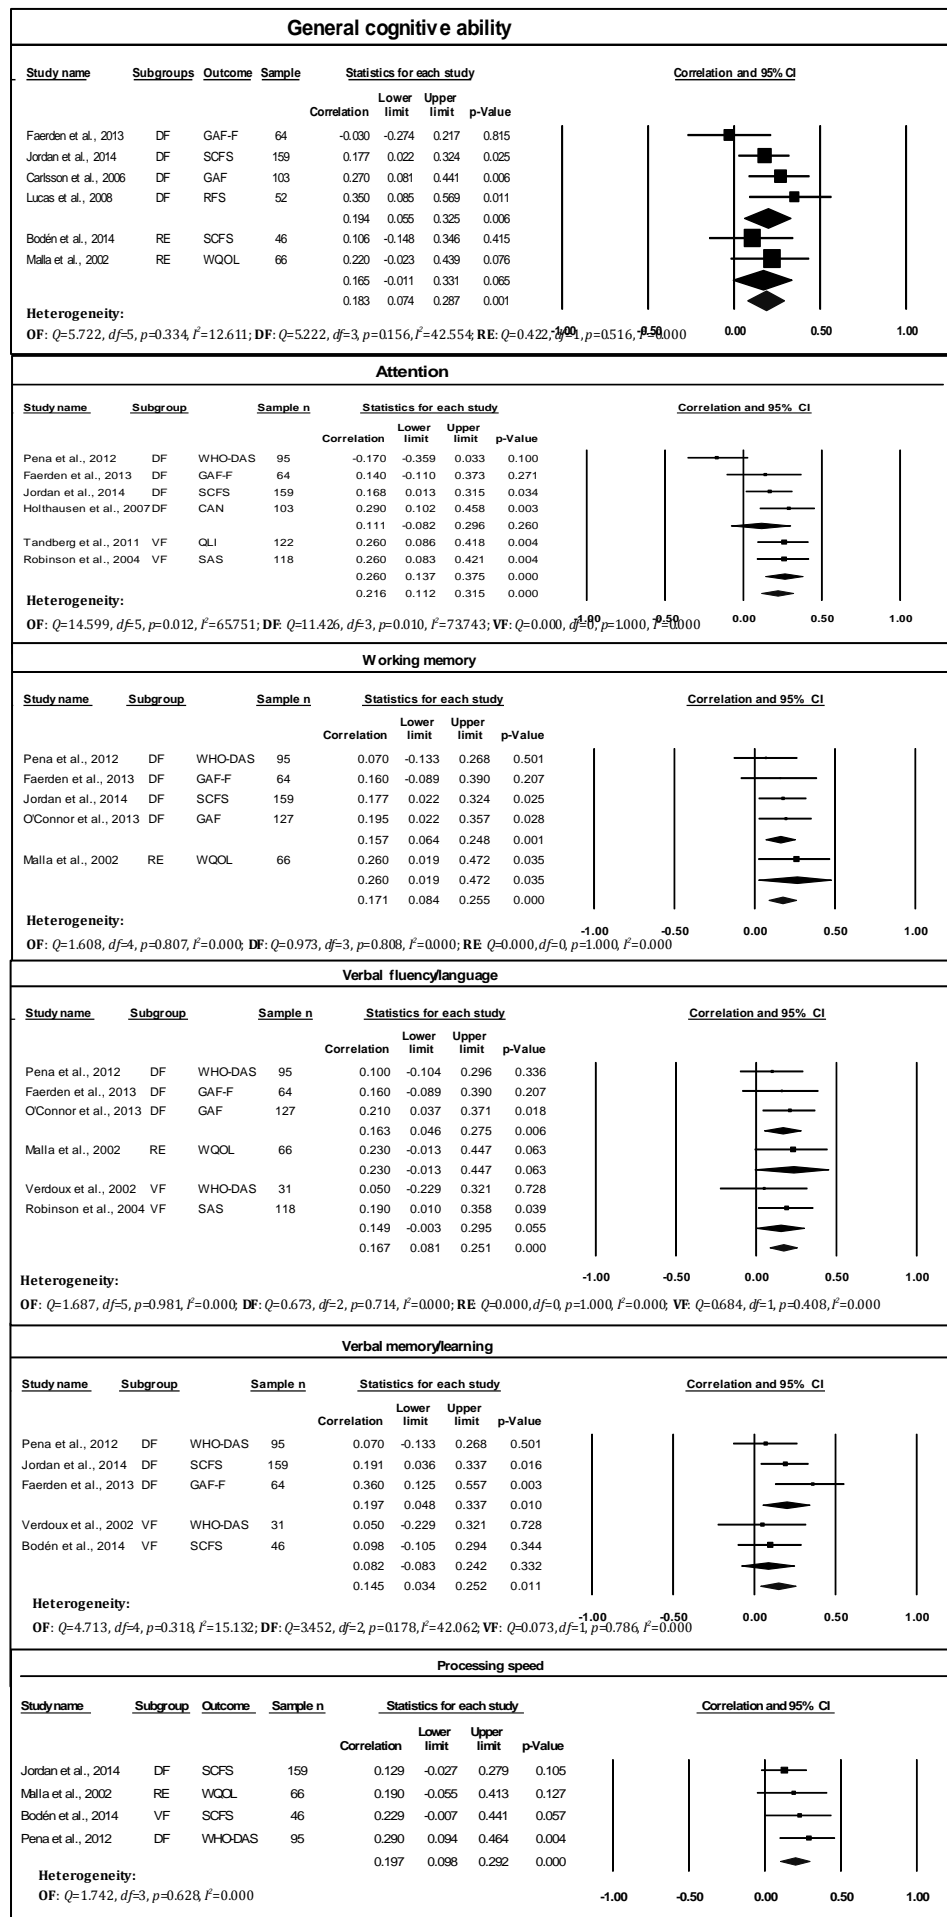 General cognitive ability
Study name Subgroups Outcome Sample Statistics for each study Correlation and 95% CI
Lower Upper
Correlation limit limit p-Value
Faerden et al., 2013 DF GAF-F 64 -0.030 -0.274 0.217 0.815
Jordan et al., 2014 DF SCFS 159 0.177 0.022 0.324 0.025
Carlsson et al., 2006 DF GAF 103 0.270 0.081 0.441 0.006
Lucas et al., 2008 DF RFS 52 0.350 0.085 0.569 0.011
0.194 0.055 0.325 0.006
Bodén et al., 2014 RE SCFS 46 0.106 -0.148 0.346 0.415
Malla et al., 2002 RE WQOL 66 0.220 -0.023 0.439 0.076
0.165 -0.011 0.331 0.065
0.183 0.074 0.287 0.001
Heterogeneity:
-1.00 -0.50 0.00 0.50 1.00
OF: Q=5.722, df=5, p=0.334, I²=12.611; DF: Q=5.222, df=3, p=0.156, I²=42.554; RE: Q=0.422, df=1, p=0.516, I²=0.000
Attention
Study name Subgroup Sample n Statistics for each study Correlation and 95% CI
Lower Upper
Correlation limit limit p-Value
Pena et al., 2012 DF WHO-DAS 95 -0.170 -0.359 0.033 0.100
Faerden et al., 2013 DF GAF-F 64 0.140 -0.110 0.373 0.271
Jordan et al., 2014 DF SCFS 159 0.168 0.013 0.315 0.034
Holthausen et al., 2007 DF CAN 103 0.290 0.102 0.458 0.003
0.111 -0.082 0.296 0.260
Tandberg et al., 2011 VF QLI 122 0.260 0.086 0.418 0.004
Robinson et al., 2004 VF SAS 118 0.260 0.083 0.421 0.004
0.260 0.137 0.375 0.000
0.216 0.112 0.315 0.000
Heterogeneity:
-1.00 -0.50 0.00 0.50 1.00
OF: Q=14.599, df=5, p=0.012, I²=65.751; DF: Q=11.426, df=3, p=0.010, I²=73.743; VF: Q=0.000, df=0, p=1.000, I²=0.000
Working memory
Study name Subgroup Sample n Statistics for each study Correlation and 95% CI
Lower Upper
Correlation limit limit p-Value
Pena et al., 2012 DF WHO-DAS 95 0.070 -0.133 0.268 0.501
Faerden et al., 2013 DF GAF-F 64 0.160 -0.089 0.390 0.207
Jordan et al., 2014 DF SCFS 159 0.177 0.022 0.324 0.025
O'Connor et al., 2013 DF GAF 127 0.195 0.022 0.357 0.028
0.157 0.064 0.248 0.001
Malla et al., 2002 RE WQOL 66 0.260 0.019 0.472 0.035
0.260 0.019 0.472 0.035
0.171 0.084 0.255 0.000
Heterogeneity:
-1.00 -0.50 0.00 0.50 1.00
OF: Q=1.608, df=4, p=0.807, I²=0.000; DF: Q=0.973, df=3, p=0.808, I²=0.000; RE: Q=0.000, df=0, p=1.000, I²=0.000
Verbal fluency/language
Study name Subgroup Sample n Statistics for each study Correlation and 95% CI
Lower Upper
Correlation limit limit p-Value
Pena et al., 2012 DF WHO-DAS 95 0.100 -0.104 0.296 0.336
Faerden et al., 2013 DF GAF-F 64 0.160 -0.089 0.390 0.207
O'Connor et al., 2013 DF GAF 127 0.210 0.037 0.371 0.018
0.163 0.046 0.275 0.006
Malla et al., 2002 RE WQOL 66 0.230 -0.013 0.447 0.063
0.230 -0.013 0.447 0.063
Verdoux et al., 2002 VF WHO-DAS 31 0.050 -0.229 0.321 0.728
Robinson et al., 2004 VF SAS 118 0.190 0.010 0.358 0.039
0.149 -0.003 0.295 0.055
0.167 0.081 0.251 0.000
Heterogeneity:
-1.00 -0.50 0.00 0.50 1.00
OF: Q=1.687, df=5, p=0.981, I²=0.000; DF: Q=0.673, df=2, p=0.714, I²=0.000; RE: Q=0.000, df=0, p=1.000, I²=0.000; VF: Q=0.684, df=1, p=0.408, I²=0.000
Verbal memory/learning
Study name Subgroup Sample n Statistics for each study Correlation and 95% CI
Lower Upper
Correlation limit limit p-Value
Pena et al., 2012 DF WHO-DAS 95 0.070 -0.133 0.268 0.501
Jordan et al., 2014 DF SCFS 159 0.191 0.036 0.337 0.016
Faerden et al., 2013 DF GAF-F 64 0.360 0.125 0.557 0.003
0.197 0.048 0.337 0.010
Verdoux et al., 2002 VF WHO-DAS 31 0.050 -0.229 0.321 0.728
Bodén et al., 2014 VF SCFS 46 0.098 -0.105 0.294 0.344
0.082 -0.083 0.242 0.332
0.145 0.034 0.252 0.011
Heterogeneity:
-1.00 -0.50 0.00 0.50 1.00
OF: Q=4.713, df=4, p=0.318, I²=15.132; DF: Q=3.452, df=2, p=0.178, I²=42.062; VF: Q=0.073, df=1, p=0.786, I²=0.000
Processing speed
Study name Subgroup Outcome Sample n Statistics for each study Correlation and 95% CI
Lower Upper
Correlation limit limit p-Value
Jordan et al., 2014 DF SCFS 159 0.129 -0.027 0.279 0.105
Malla et al., 2002 RE WQOL 66 0.190 -0.055 0.413 0.127
Bodén et al., 2014 VF SCFS 46 0.229 -0.007 0.441 0.057
Pena et al., 2012 DF WHO-DAS 95 0.290 0.094 0.464 0.004
0.197 0.098 0.292 0.000
Heterogeneity:
OF: Q=1.742, df=3, p=0.628, I²=0.000
-1.00 -0.50 0.00 0.50 1.00